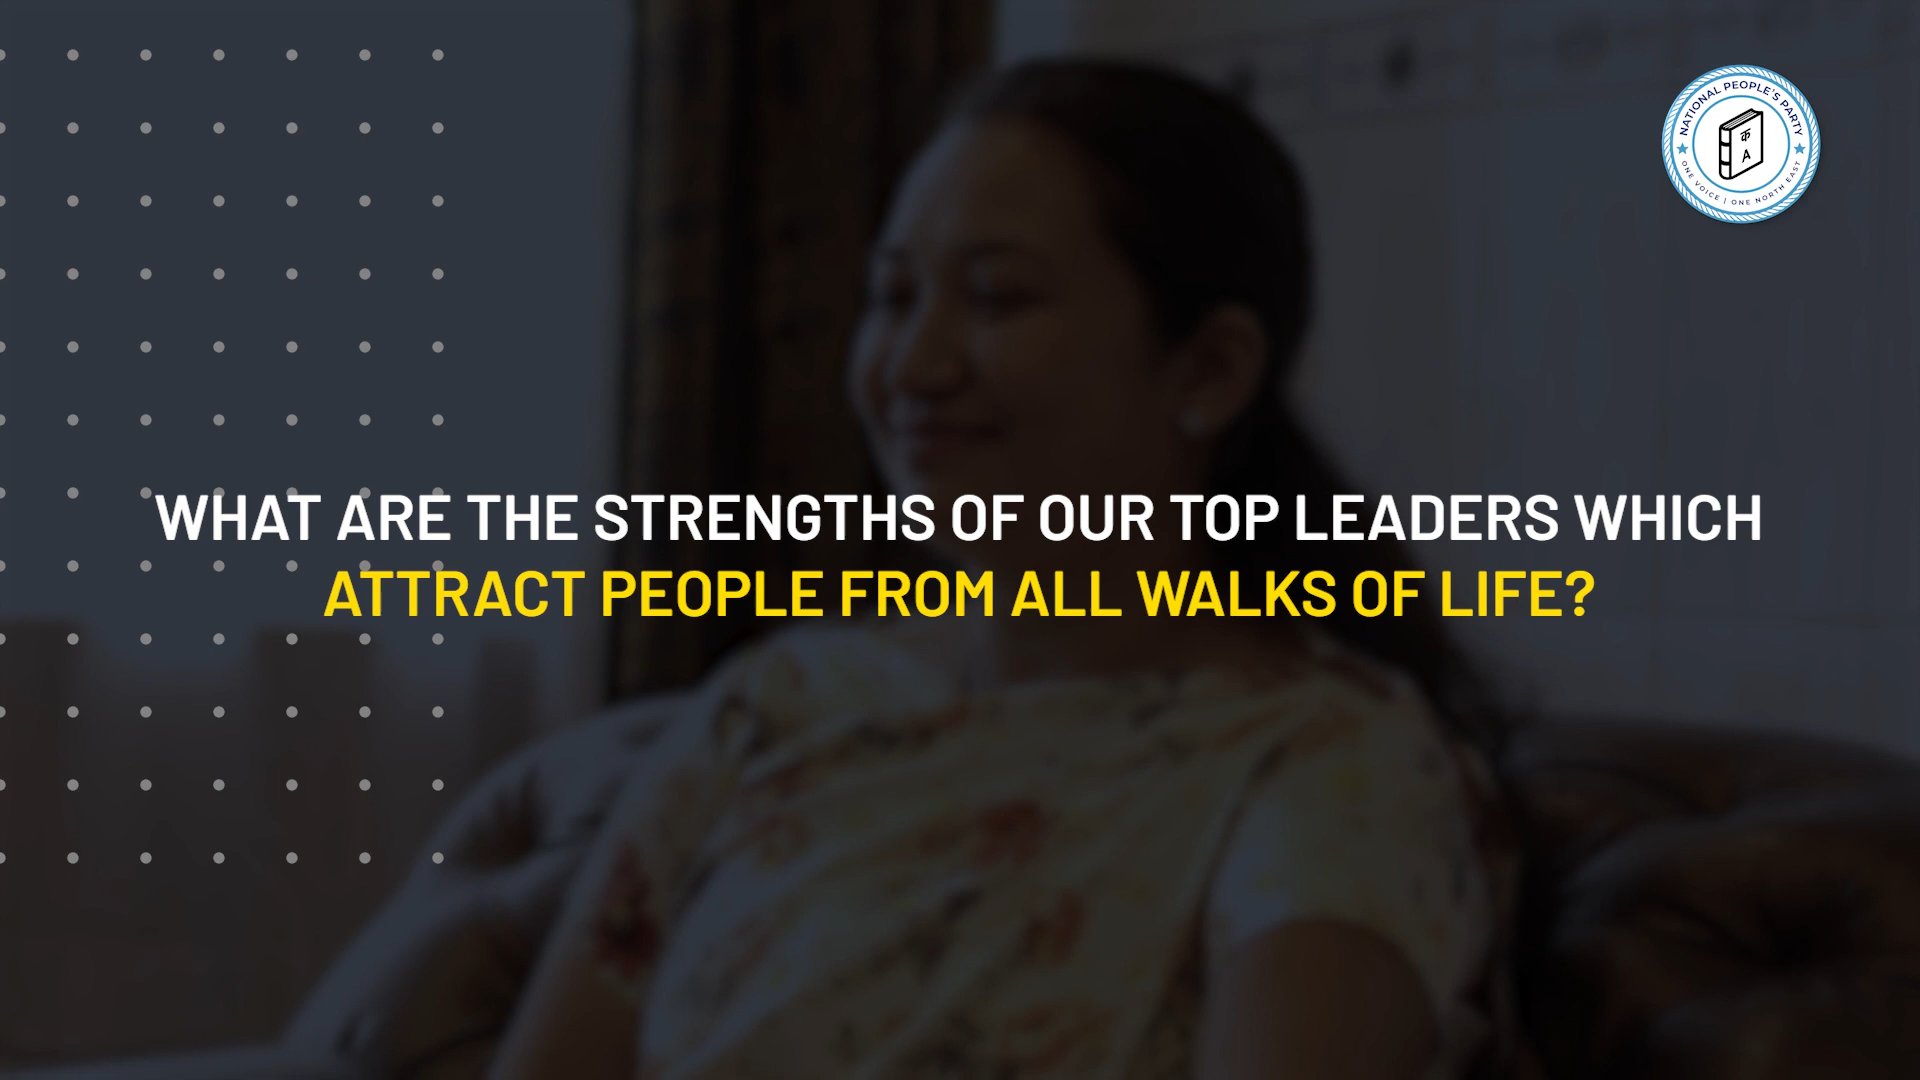 NATIONAL PEOPLE'S PARTY
क
A
ONE VOICE | ONE NORTH EAST
WHAT ARE THE STRENGTHS OF OUR TOP LEADERS WHICH
ATTRACT PEOPLE FROM ALL WALKS OF LIFE?